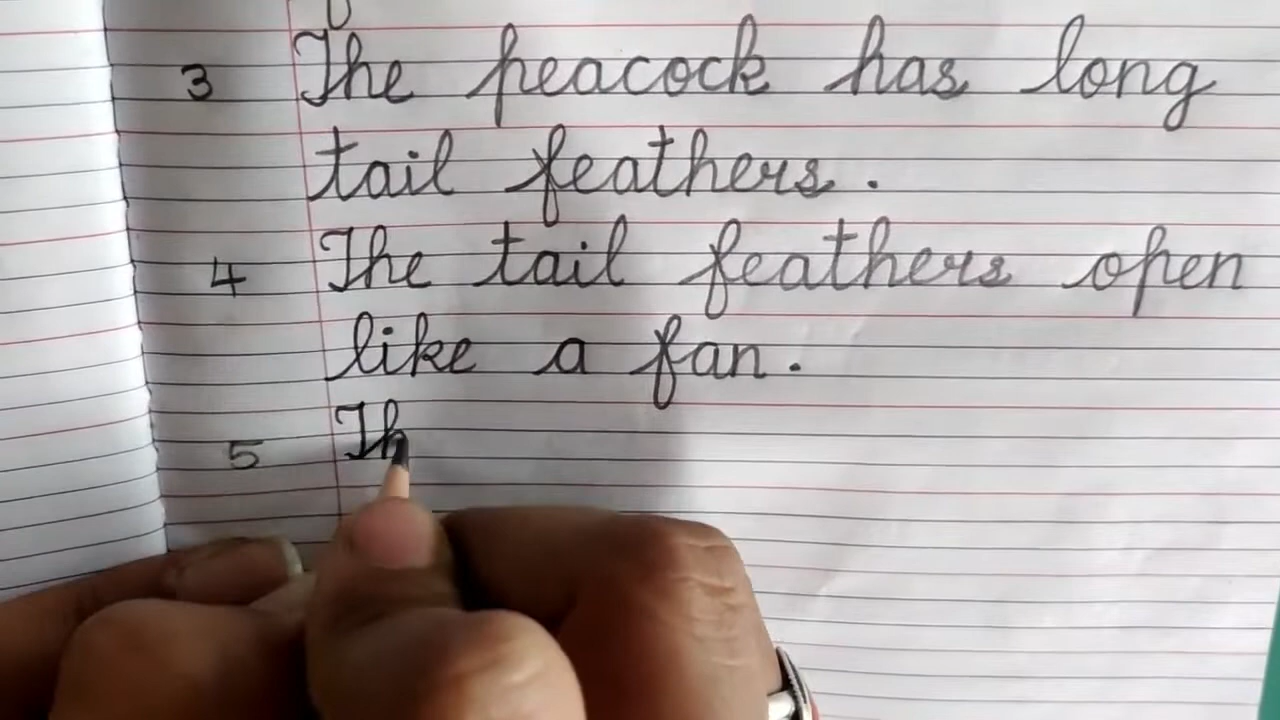 3 The peacock has long
tail feathers.
4 The tail feathers open
like a fan.
5 Th